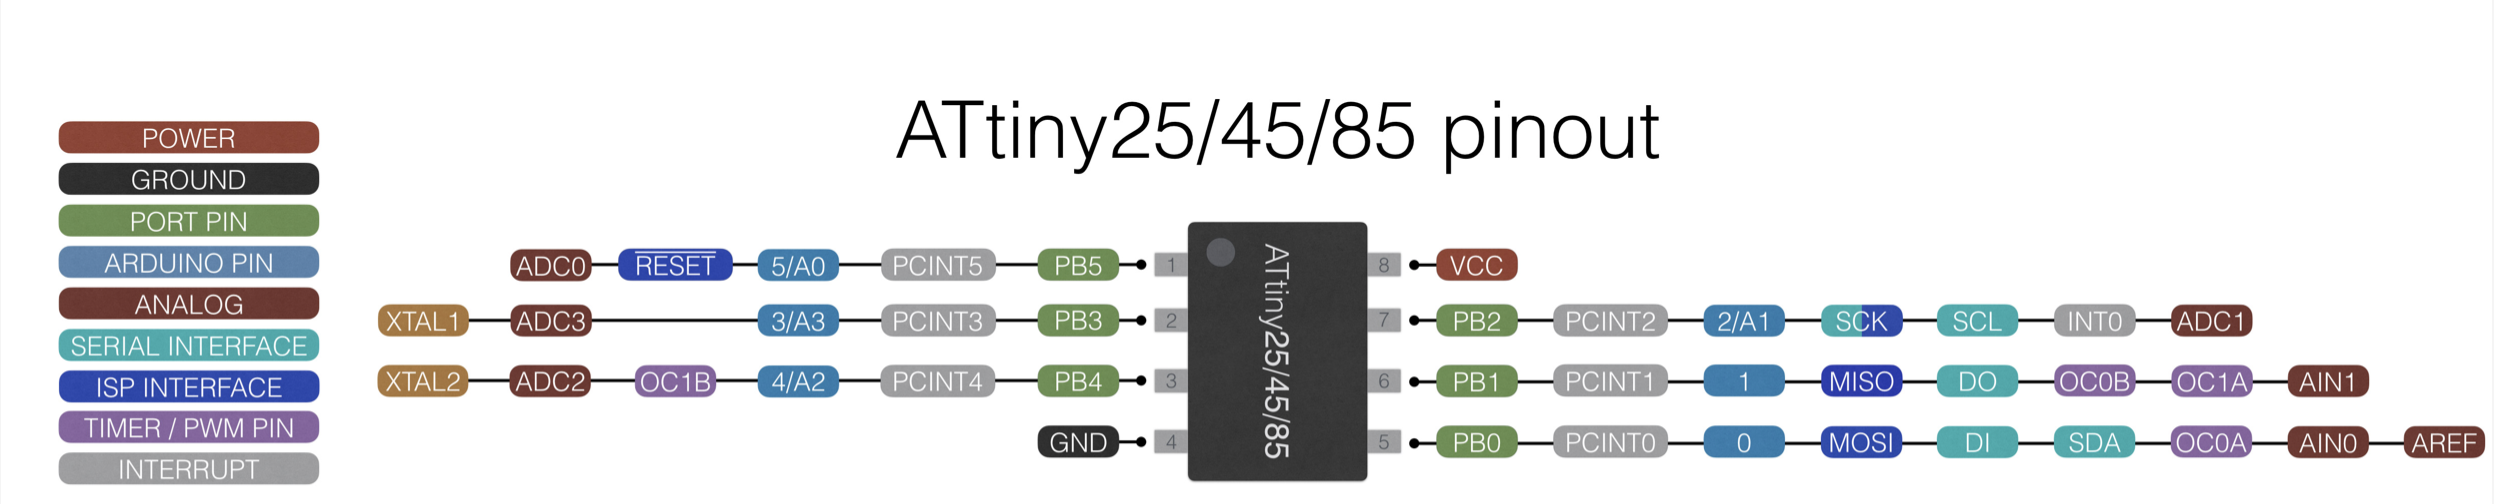 ATtiny25/45/85 pinout
POWER
GROUND
PORT PIN
ARDUINO PIN
ANALOG
SERIAL INTERFACE
ISP INTERFACE
TIMER / PWM PIN
INTERRUPT
ADC0 RESET 5/A0 PCINT5 PB5 1
XTAL1 ADC3 3/A3 PCINT3 PB3 2
XTAL2 ADC2 OC1B 4/A2 PCINT4 PB4 3
GND 4
ATtiny25/45/85
8 VCC
7 PB2 PCINT2 2/A1 SCK SCL INT0 ADC1
6 PB1 PCINT1 1 MISO DO OC0B OC1A AIN1
5 PB0 PCINT0 0 MOSI DI SDA OC0A AIN0 AREF